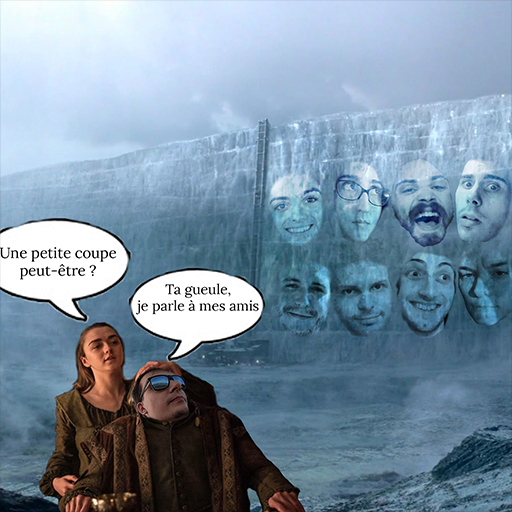 Une petite coupe
peut-être ?
Ta gueule,
je parle à mes amis